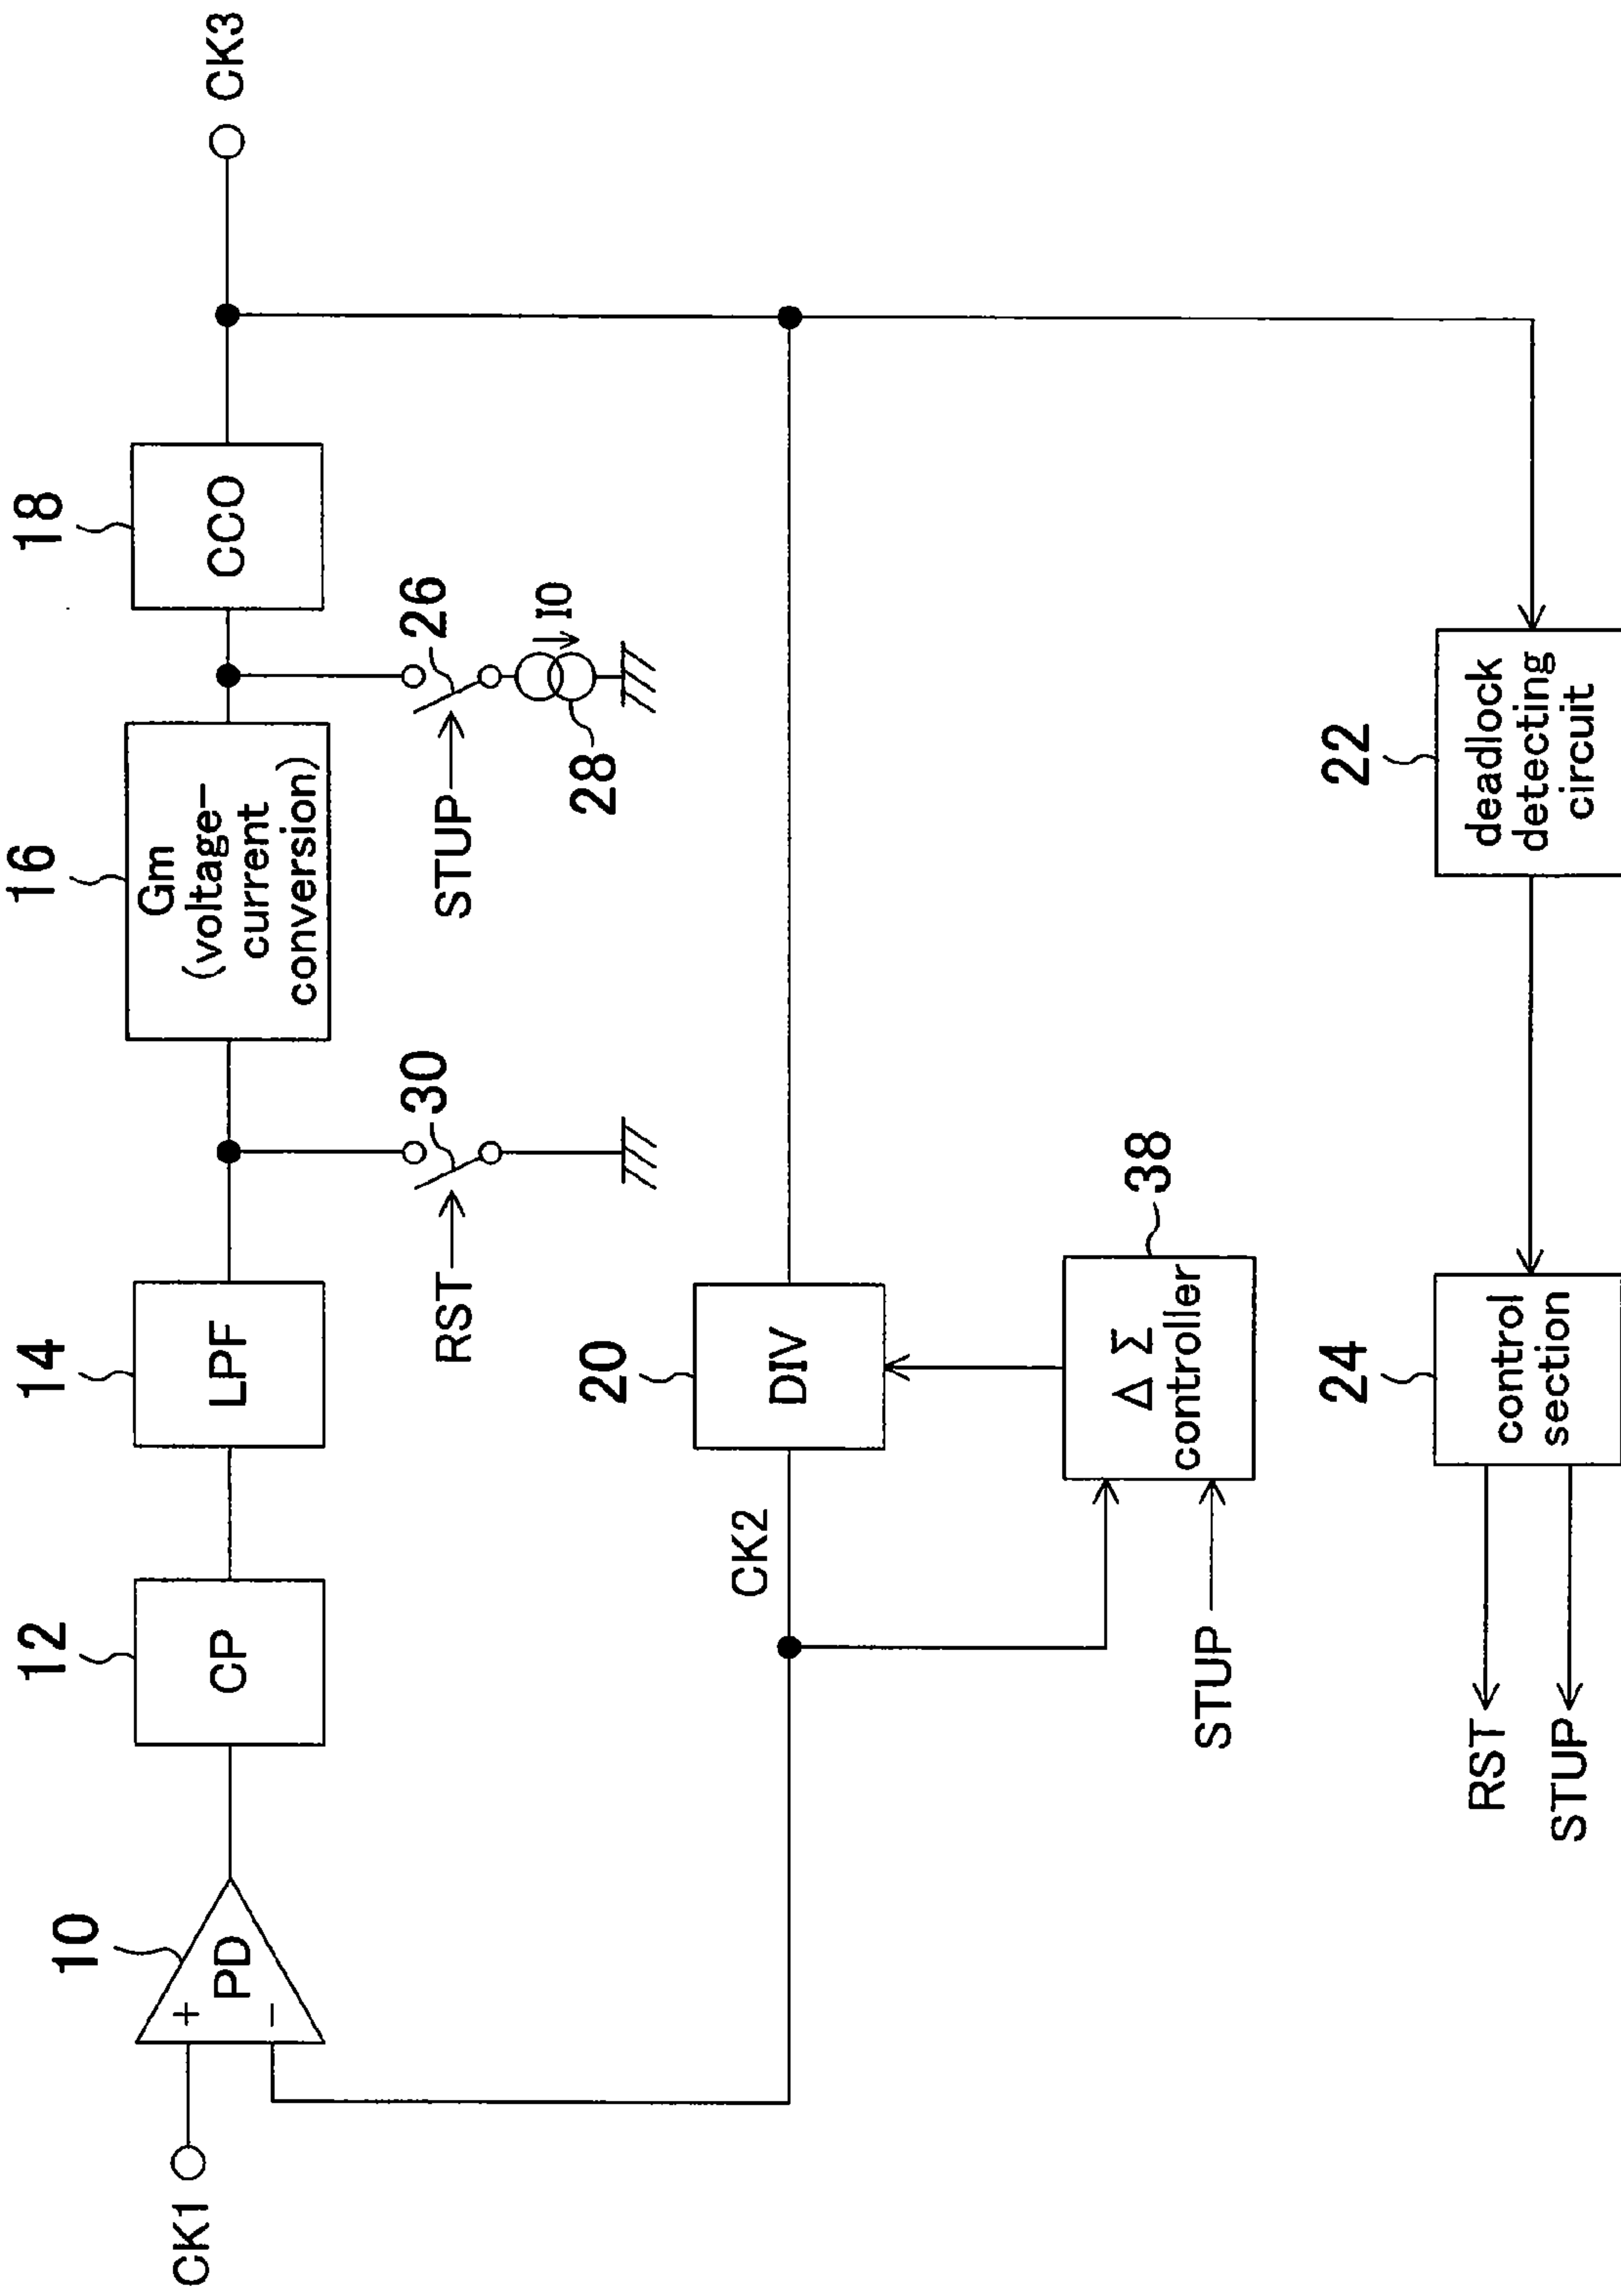 10
12
14
16
18
CK1
+
−
PD
CP
LPF
Gm
(voltage−
current
conversion)
CCO
CK3
RST
30
STUP
26
28
I0
20
CK2
DIV
38
Δ Σ
controller
STUP
24
22
RST
STUP
control
section
deadlock
detecting
circuit